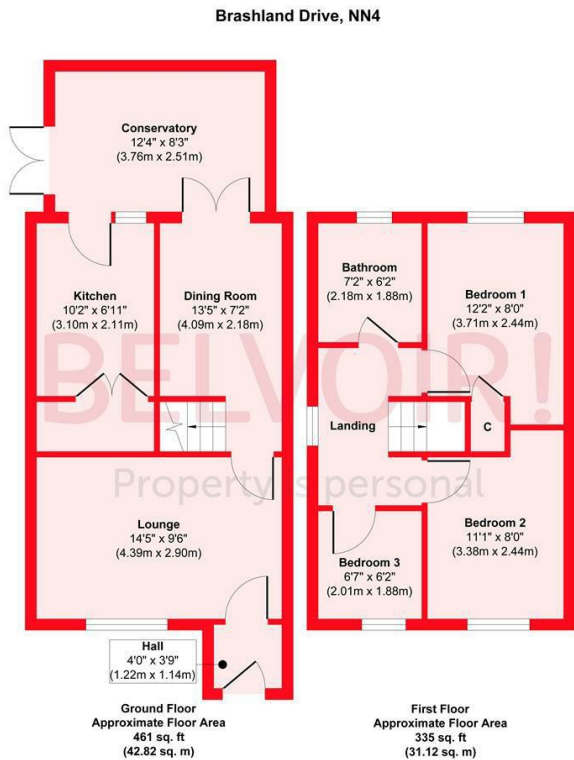 Brashland Drive, NN4
Conservatory
12'4" x 8'3"
(3.76m x 2.51m)
Kitchen
10'2" x 6'11"
(3.10m x 2.11m)
Dining Room
13'5" x 7'2"
(4.09m x 2.18m)
Lounge
14'5" x 9'6"
(4.39m x 2.90m)
Hall
4'0" x 3'9"
(1.22m x 1.14m)
Ground Floor
Approximate Floor Area
461 sq. ft
(42.82 sq. m)
Bathroom
7'2" x 6'2"
(2.18m x 1.88m)
Bedroom 1
12'2" x 8'0"
(3.71m x 2.44m)
Landing
C
Bedroom 2
11'1" x 8'0"
(3.38m x 2.44m)
Bedroom 3
6'7" x 6'2"
(2.01m x 1.88m)
First Floor
Approximate Floor Area
335 sq. ft
(31.12 sq. m)
BELVOIR!
Property is personal